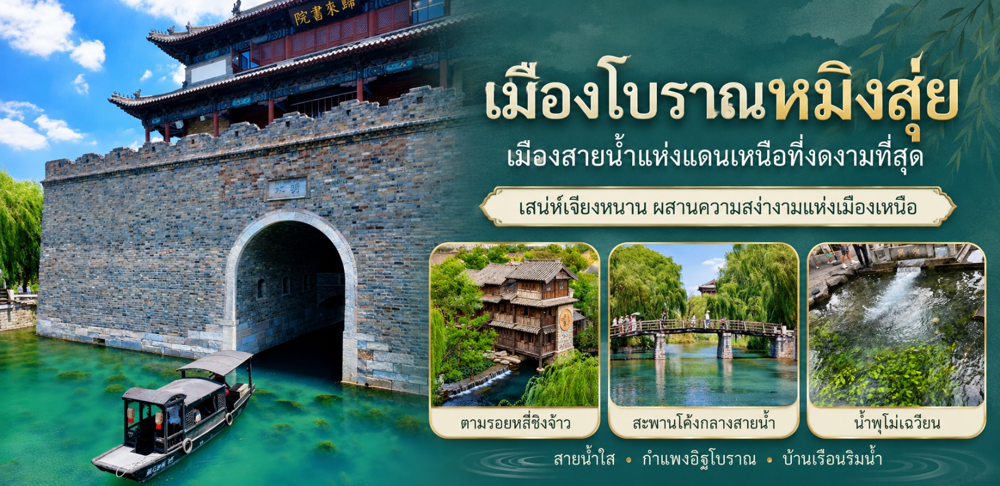 院書來歸
水明
เมืองโบราณหมิงสุ่ย
เมืองสายน้ำแห่งแดนเหนือที่งดงามที่สุด
เสน่ห์เจียงหนาน ผสานความสง่างามแห่งเมืองเหนือ
ตามรอยหลี่ชิงจ้าว
สะพานโค้งกลางสายน้ำ
น้ำพุโม่เฉวียน
สายน้ำใส • กำแพงอิฐโบราณ • บ้านเรือนริมน้ำ